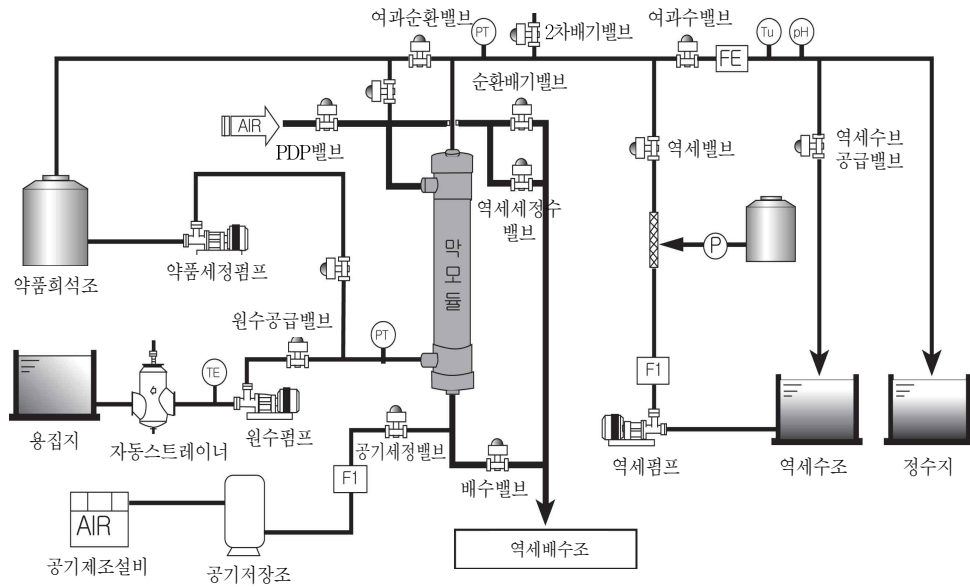 여과순환밸브
PT
2차배기밸브
여과수밸브
Tu
pH
FE
순환배기밸브
AIR
PDP밸브
역세밸브
역세수브
공급밸브
역세세정수
밸브
막모듈
P
약품희석조
약품세정펌프
원수공급밸브
PT
TE
F1
용집지
자동스트레이너
원수펌프
공기세정밸브
역세펌프
역세수조
정수지
배수밸브
F1
AIR
공기제조설비
공기저장조
역세배수조